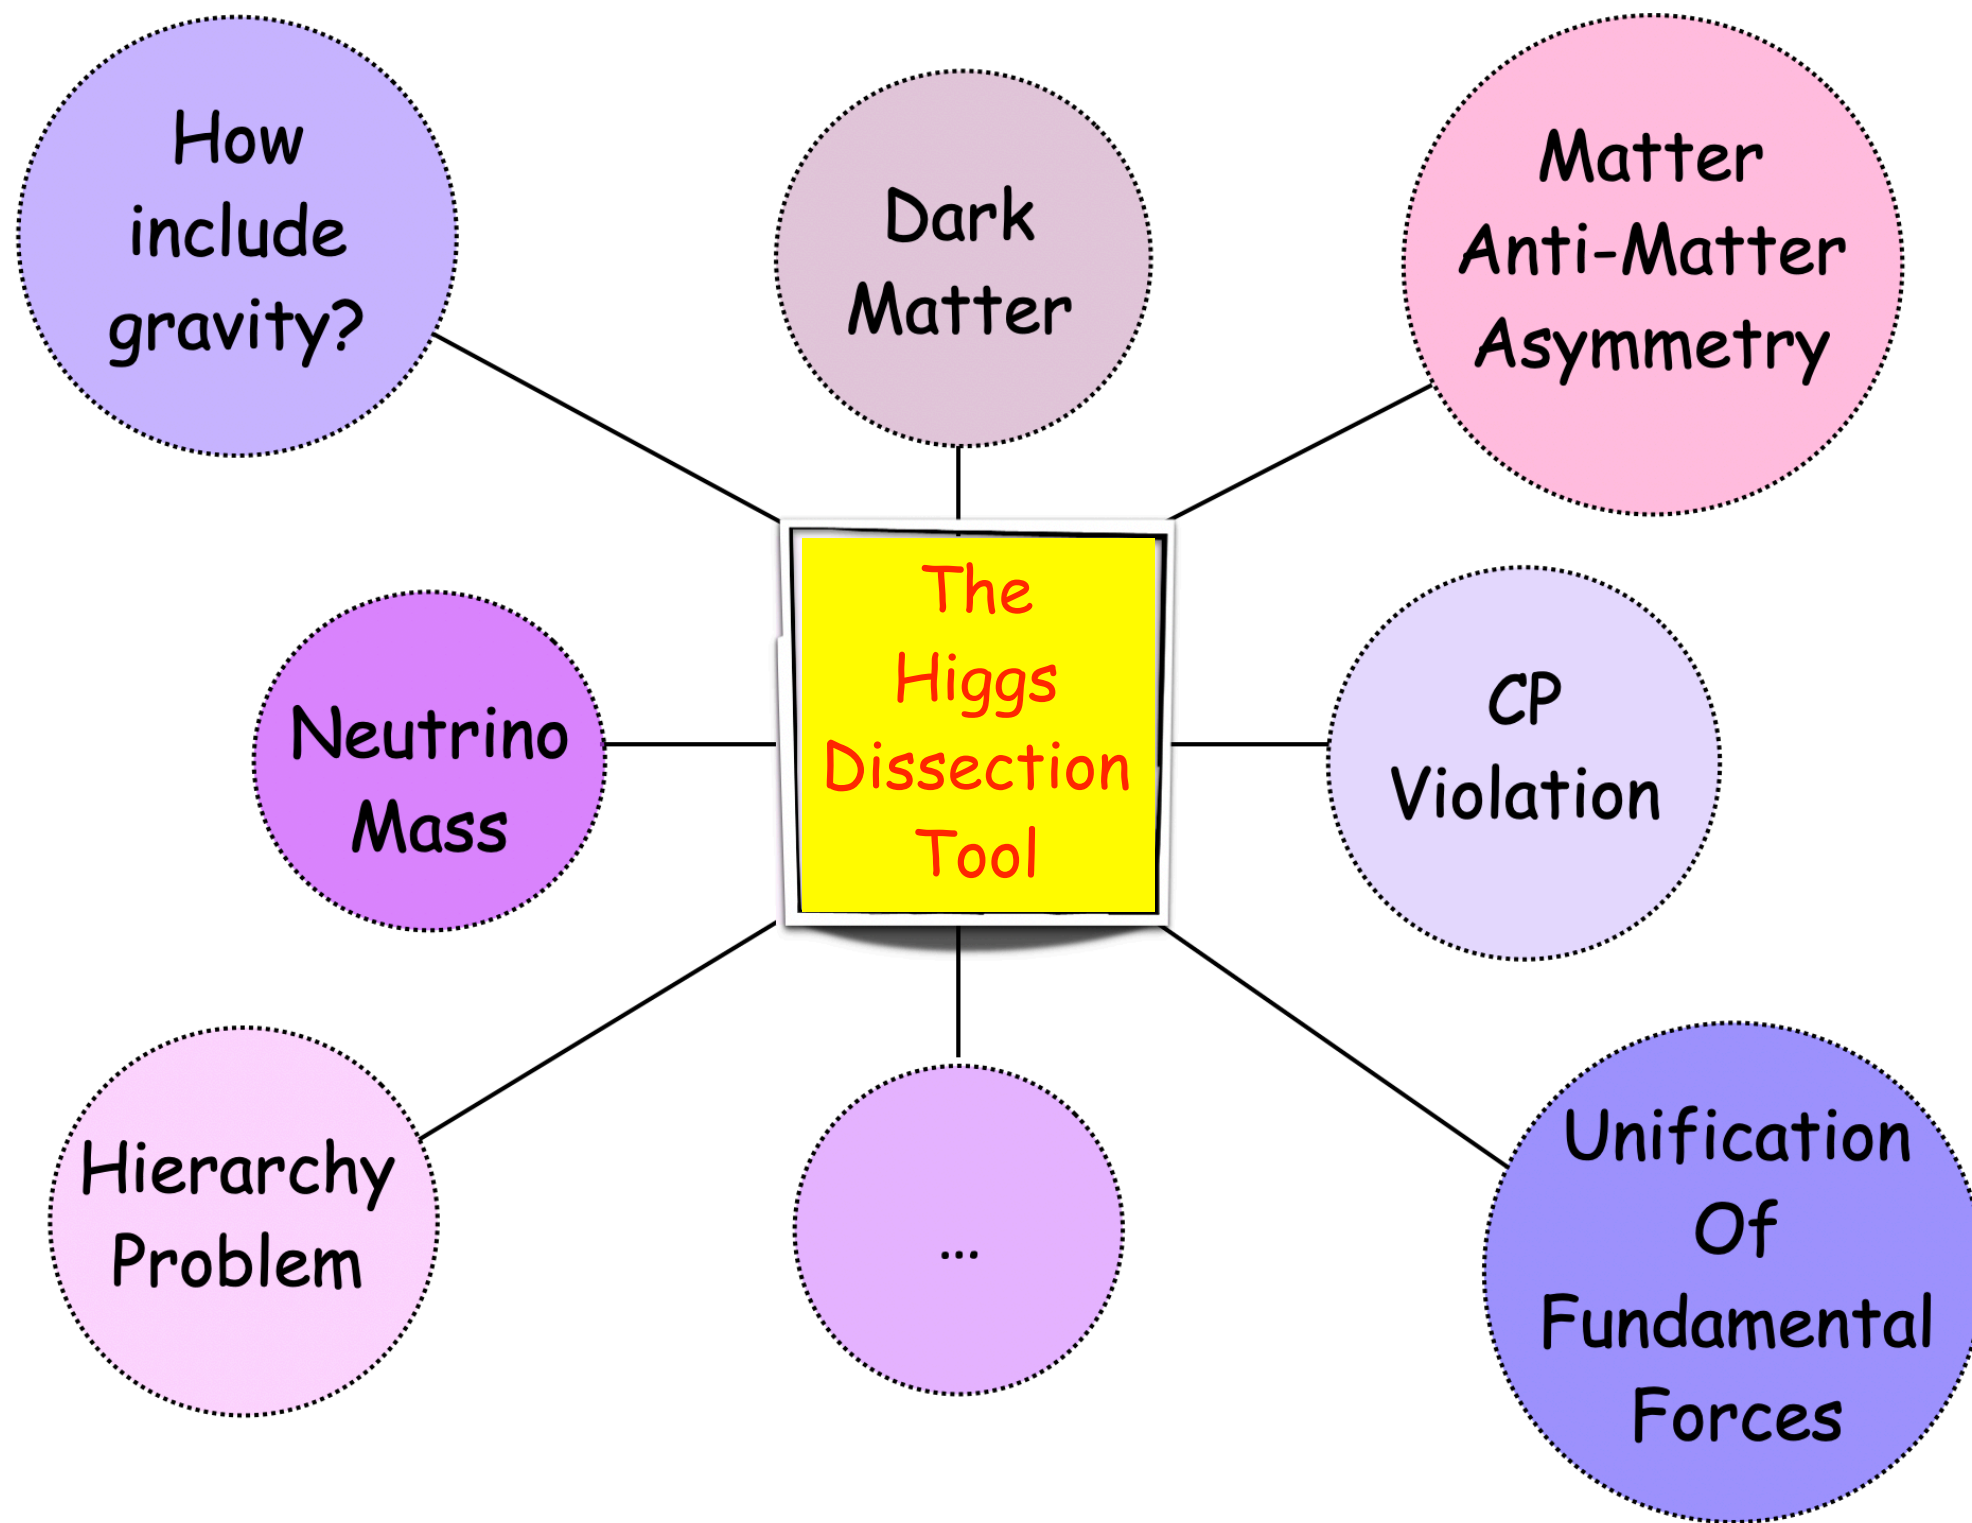 How
include
gravity?
Dark
Matter
Matter
Anti-Matter
Asymmetry
The
Higgs
Dissection
Tool
Neutrino
Mass
CP
Violation
Hierarchy
Problem
...
Unification
Of
Fundamental
Forces